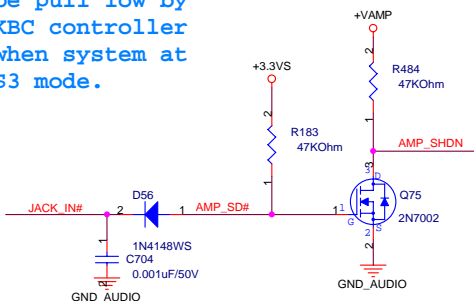 be pull low by
KBC controller
when system at
S3 mode.
+VAMP
+3.3VS
2
R484
47KOhm
1
2
R183
47KOhm
1
AMP_SHDN
3
D
3
JACK_IN#
2
D56
1
AMP_SD#
1
1
G
Q75
2N7002
S
2
2
1N4148WS
1
C704
0.001uF/50V
2
GND_AUDIO
GND_AUDIO